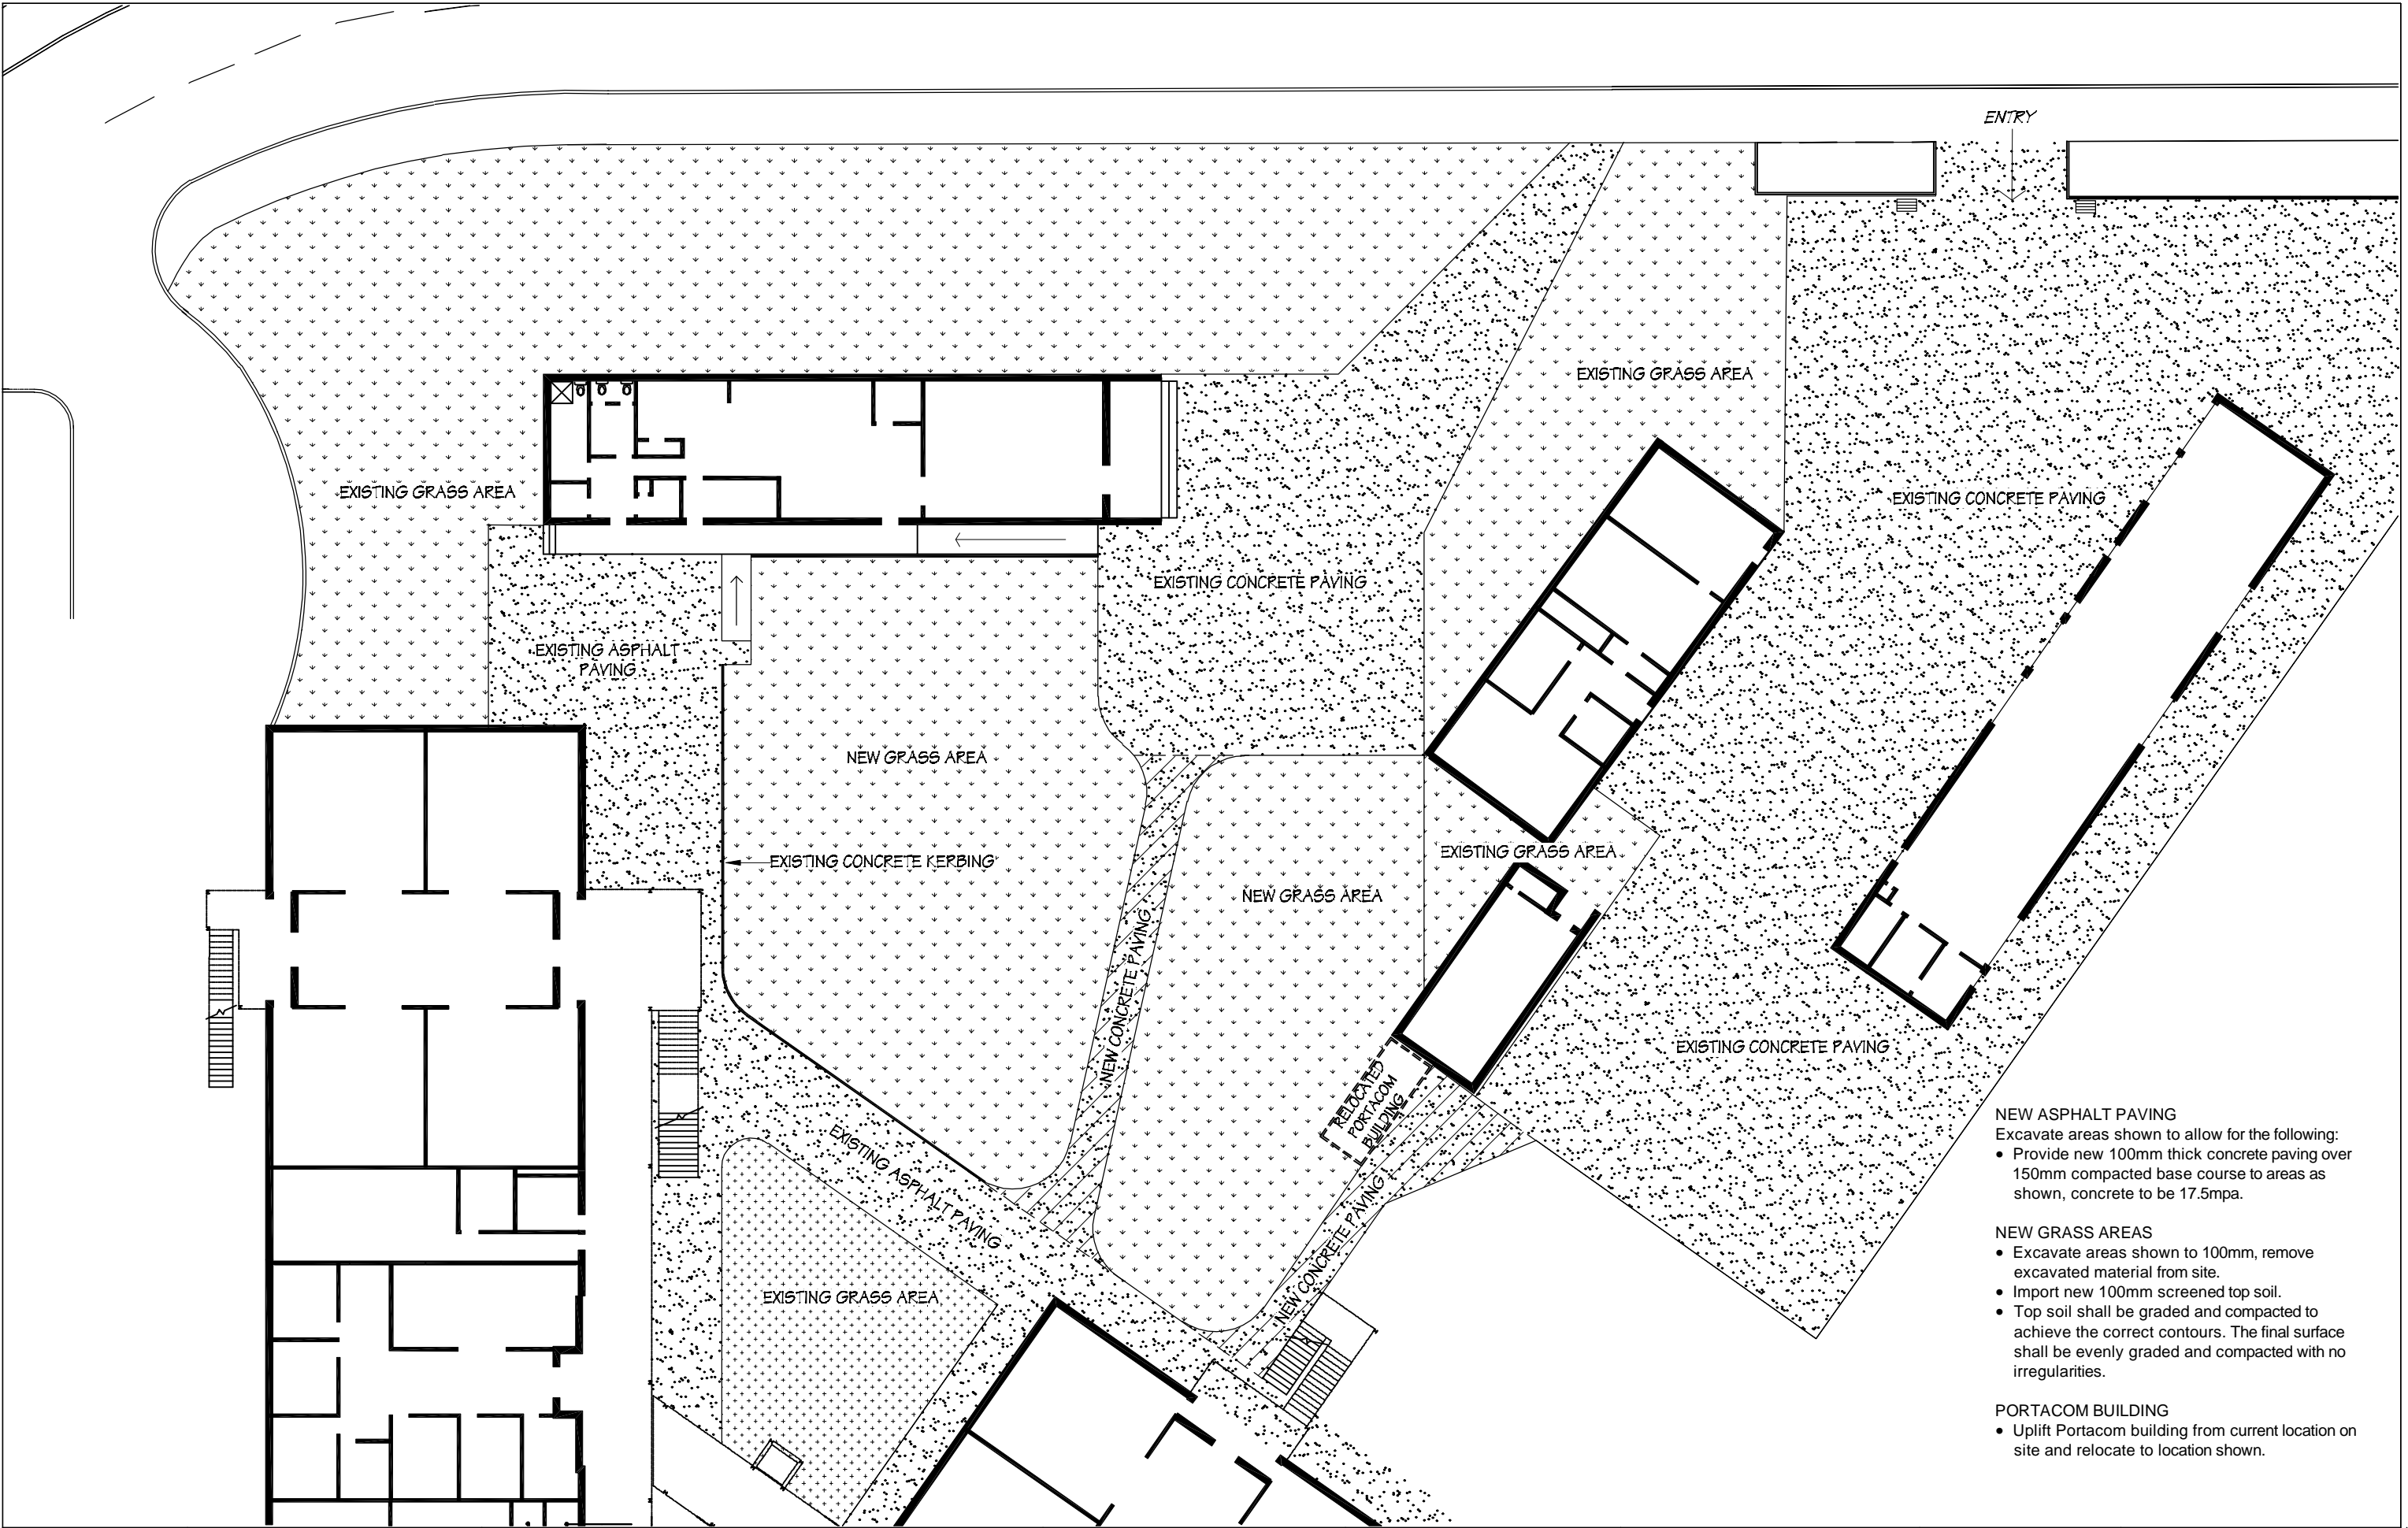 ENTRY
EXISTING GRASS AREA
EXISTING GRASS AREA
EXISTING CONCRETE PAVING
EXISTING CONCRETE PAVING
EXISTING ASPHALT
PAVING
NEW GRASS AREA
EXISTING CONCRETE KERBING
EXISTING GRASS AREA
NEW GRASS AREA
NEW CONCRETE PAVING
EXISTING CONCRETE PAVING
RELOCATED
PORTACOM
BUILDING
EXISTING ASPHALT PAVING
NEW CONCRETE PAVING
EXISTING GRASS AREA
NEW ASPHALT PAVING
Excavate areas shown to allow for the following:
• Provide new 100mm thick concrete paving over
150mm compacted base course to areas as
shown, concrete to be 17.5mpa.
NEW GRASS AREAS
• Excavate areas shown to 100mm, remove
excavated material from site.
• Import new 100mm screened top soil.
• Top soil shall be graded and compacted to
achieve the correct contours. The final surface
shall be evenly graded and compacted with no
irregularities.
PORTACOM BUILDING
• Uplift Portacom building from current location on
site and relocate to location shown.